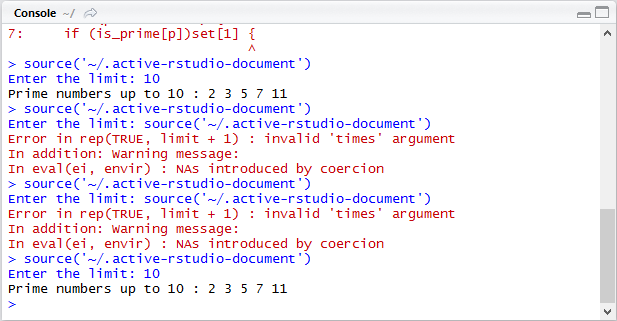 Console ~/
7:     if (is_prime[p])set[1] {
^
> source('~/.active-rstudio-document')
Enter the limit: 10
Prime numbers up to 10 : 2 3 5 7 11
> source('~/.active-rstudio-document')
Enter the limit: source('~/.active-rstudio-document')
Error in rep(TRUE, limit + 1) : invalid 'times' argument
In addition: Warning message:
In eval(ei, envir) : NAs introduced by coercion
> source('~/.active-rstudio-document')
Enter the limit: source('~/.active-rstudio-document')
Error in rep(TRUE, limit + 1) : invalid 'times' argument
In addition: Warning message:
In eval(ei, envir) : NAs introduced by coercion
> source('~/.active-rstudio-document')
Enter the limit: 10
Prime numbers up to 10 : 2 3 5 7 11
>